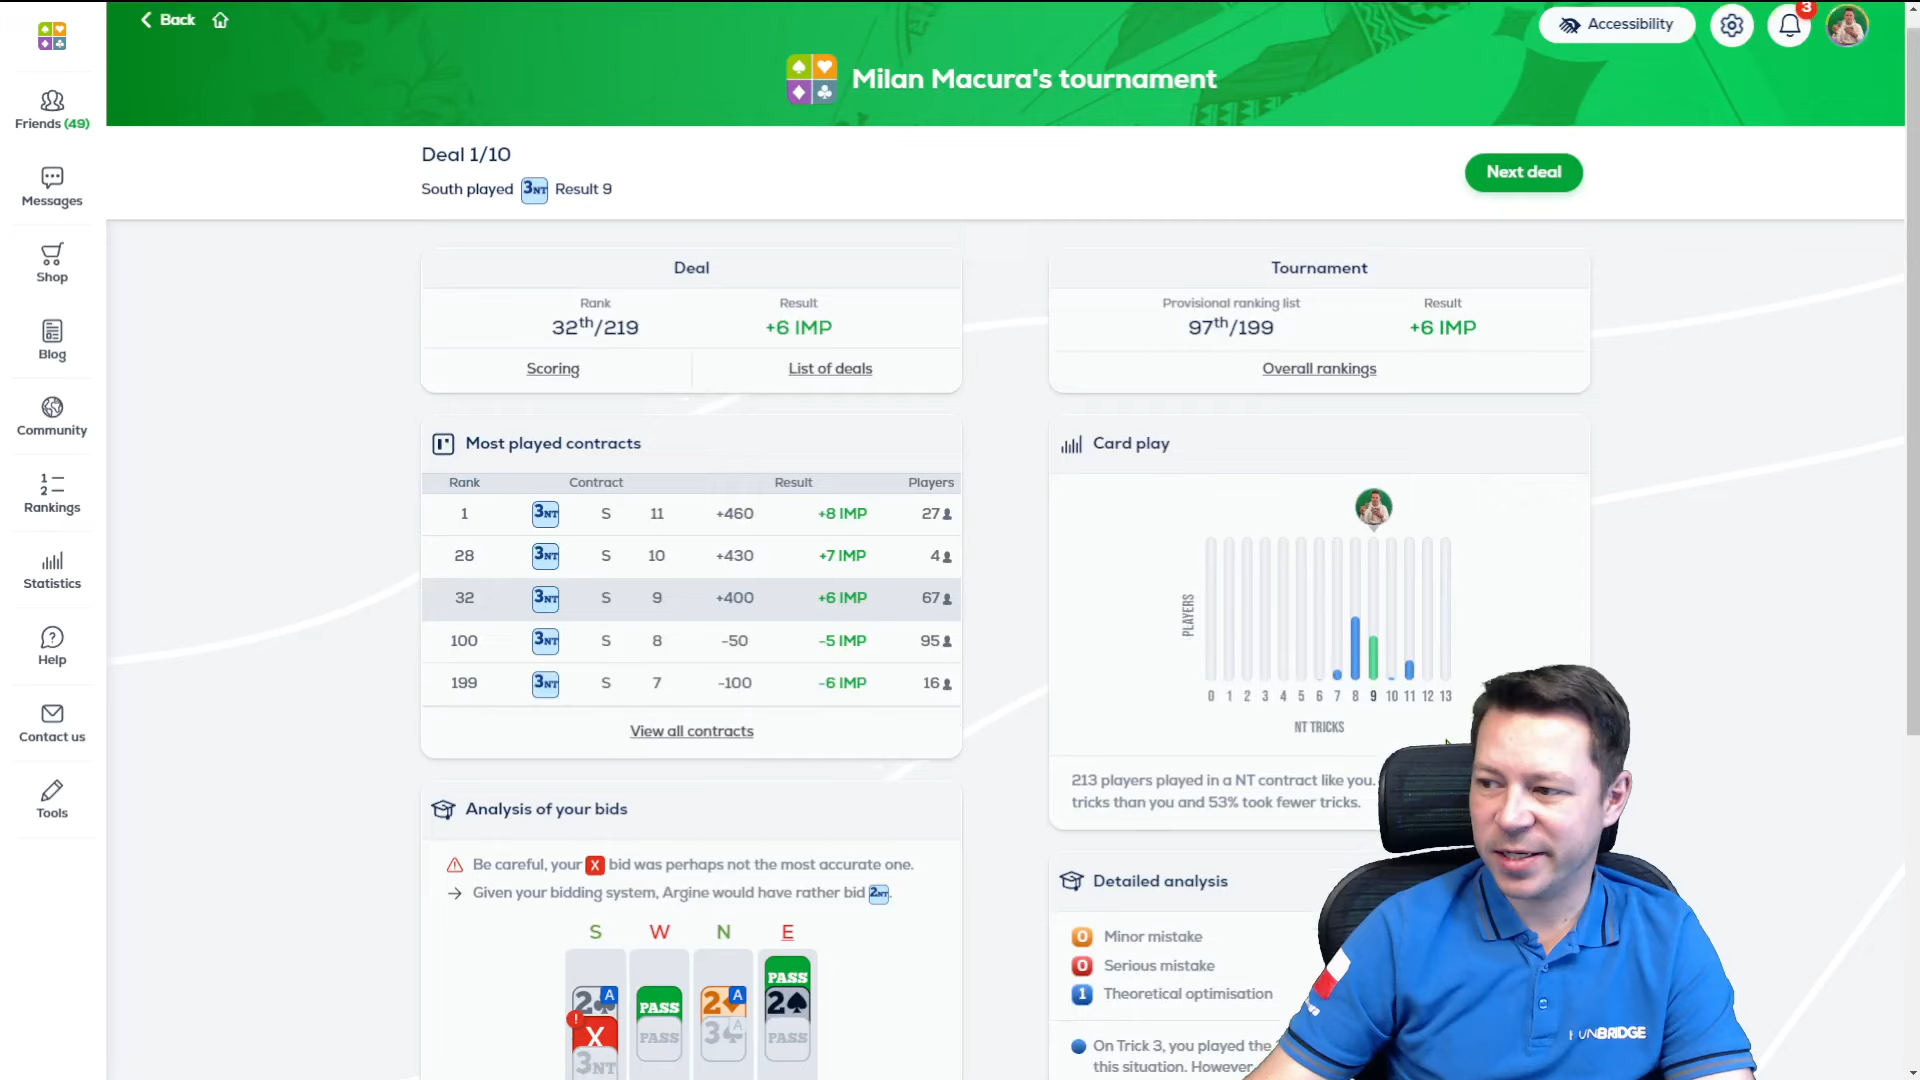 Back
Accessibility
3
Milan Macura's tournament
Friends (49)
Messages
Shop
Blog
Community
Rankings
Statistics
Help
Contact us
Tools
Deal 1/10
South played 3NT Result 9
Next deal
Deal
Rank Result
32th/219 +6 IMP
Scoring List of deals
Tournament
Provisional ranking list Result
97th/199 +6 IMP
Overall rankings
Most played contracts
Rank Contract Result Players
1 3NT S 11 +460 +8 IMP 27
28 3NT S 10 +430 +7 IMP 4
32 3NT S 9 +400 +6 IMP 67
100 3NT S 8 -50 -5 IMP 95
199 3NT S 7 -100 -6 IMP 16
View all contracts
Card play
PLAYERS
0 1 2 3 4 5 6 7 8 9 10 11 12 13
NT TRICKS
213 players played in a NT contract like you.
tricks than you and 53% took fewer tricks.
Analysis of your bids
Be careful, your X bid was perhaps not the most accurate one.
Given your bidding system, Argine would have rather bid 2NT.
S W N E
PASS
2♣ A PASS 2♦ A 2♠
! X PASS 3♣ A PASS
3NT
Detailed analysis
0 Minor mistake
0 Serious mistake
1 Theoretical optimisation
On Trick 3, you played the
this situation. However,
FUNBRIDGE